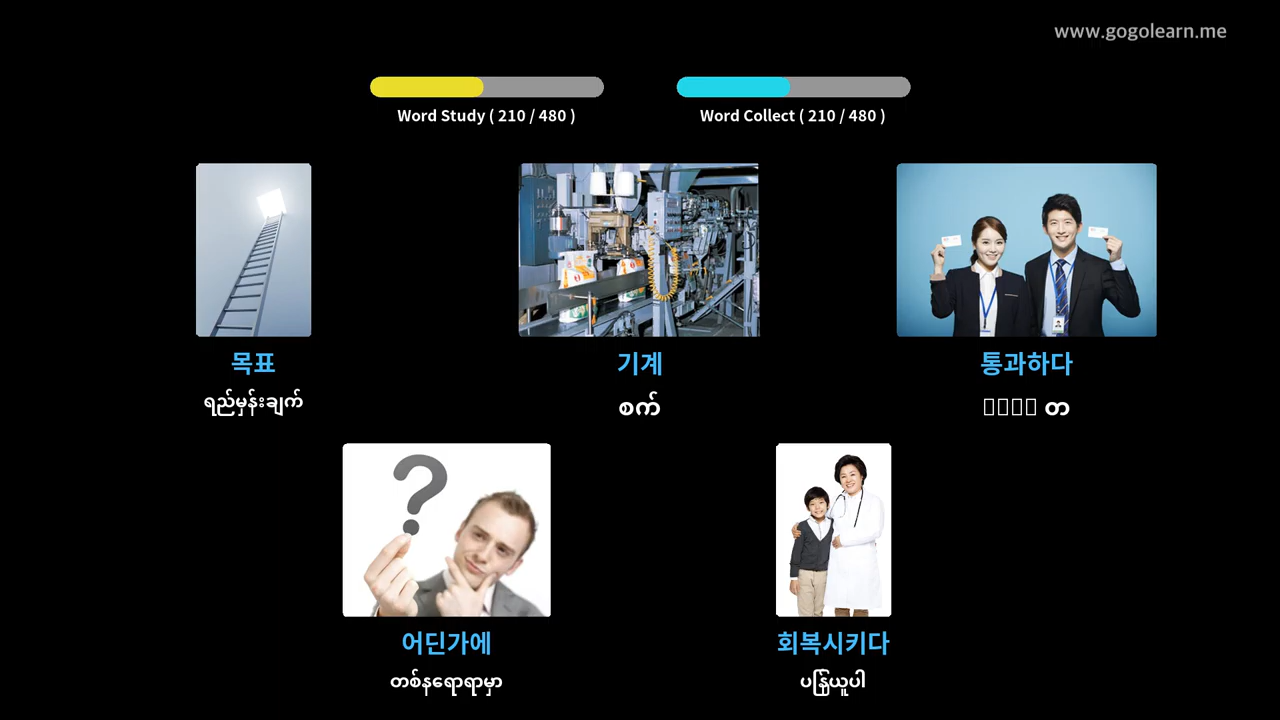 www.gogolearn.me
Word Study ( 210 / 480 )
Word Collect ( 210 / 480 )
목표
ရည်မှန်းချက်
기계
စက်
통과하다
တ
어딘가에
တစ်နရောရာမှာ
회복시키다
ပြန်ယူပါ